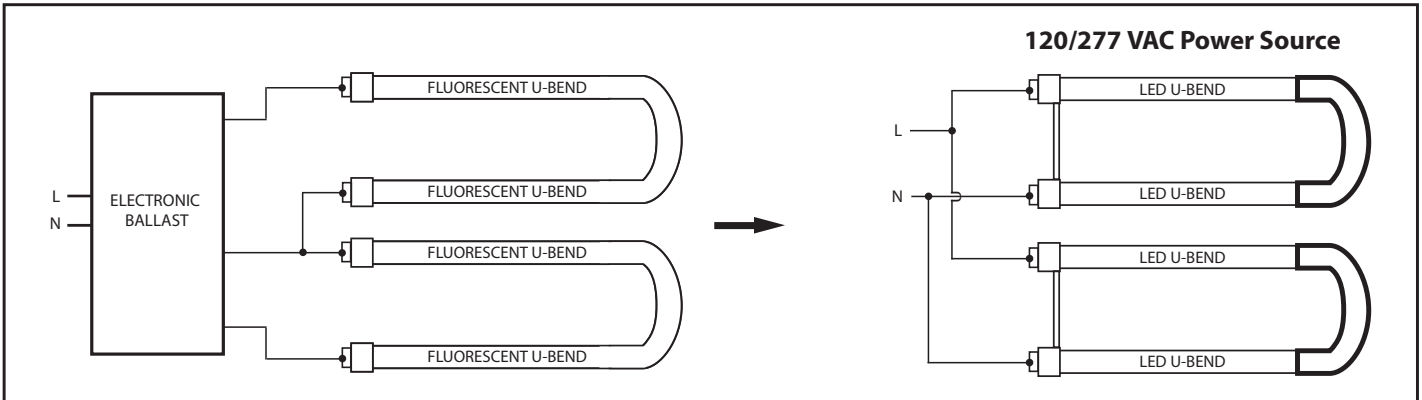 120/277 VAC Power Source
FLUORESCENT U-BEND
FLUORESCENT U-BEND
FLUORESCENT U-BEND
FLUORESCENT U-BEND
L
N
ELECTRONIC
BALLAST
LED U-BEND
LED U-BEND
LED U-BEND
LED U-BEND
L
N